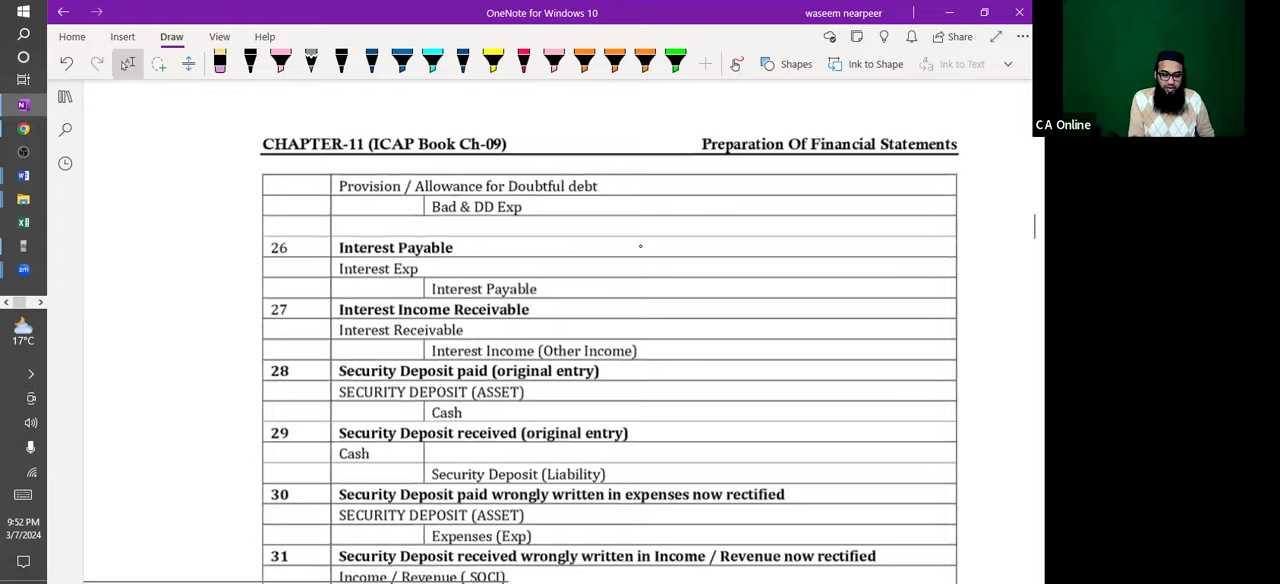 OneNote for Windows 10
waseem nearpeer
Home
Insert
Draw
View
Help
Share
Shapes
Ink to Shape
Ink to Text
C A Online
CHAPTER-11 (ICAP Book Ch-09)
Preparation Of Financial Statements
Provision / Allowance for Doubtful debt
Bad & DD Exp
26 Interest Payable
Interest Exp
Interest Payable
27 Interest Income Receivable
Interest Receivable
Interest Income (Other Income)
28 Security Deposit paid (original entry)
SECURITY DEPOSIT (ASSET)
Cash
29 Security Deposit received (original entry)
Cash
Security Deposit (Liability)
30 Security Deposit paid wrongly written in expenses now rectified
SECURITY DEPOSIT (ASSET)
Expenses (Exp)
31 Security Deposit received wrongly written in Income / Revenue now rectified
Income / Revenue ( SOCI)
17°C
9:52 PM
3/7/2024